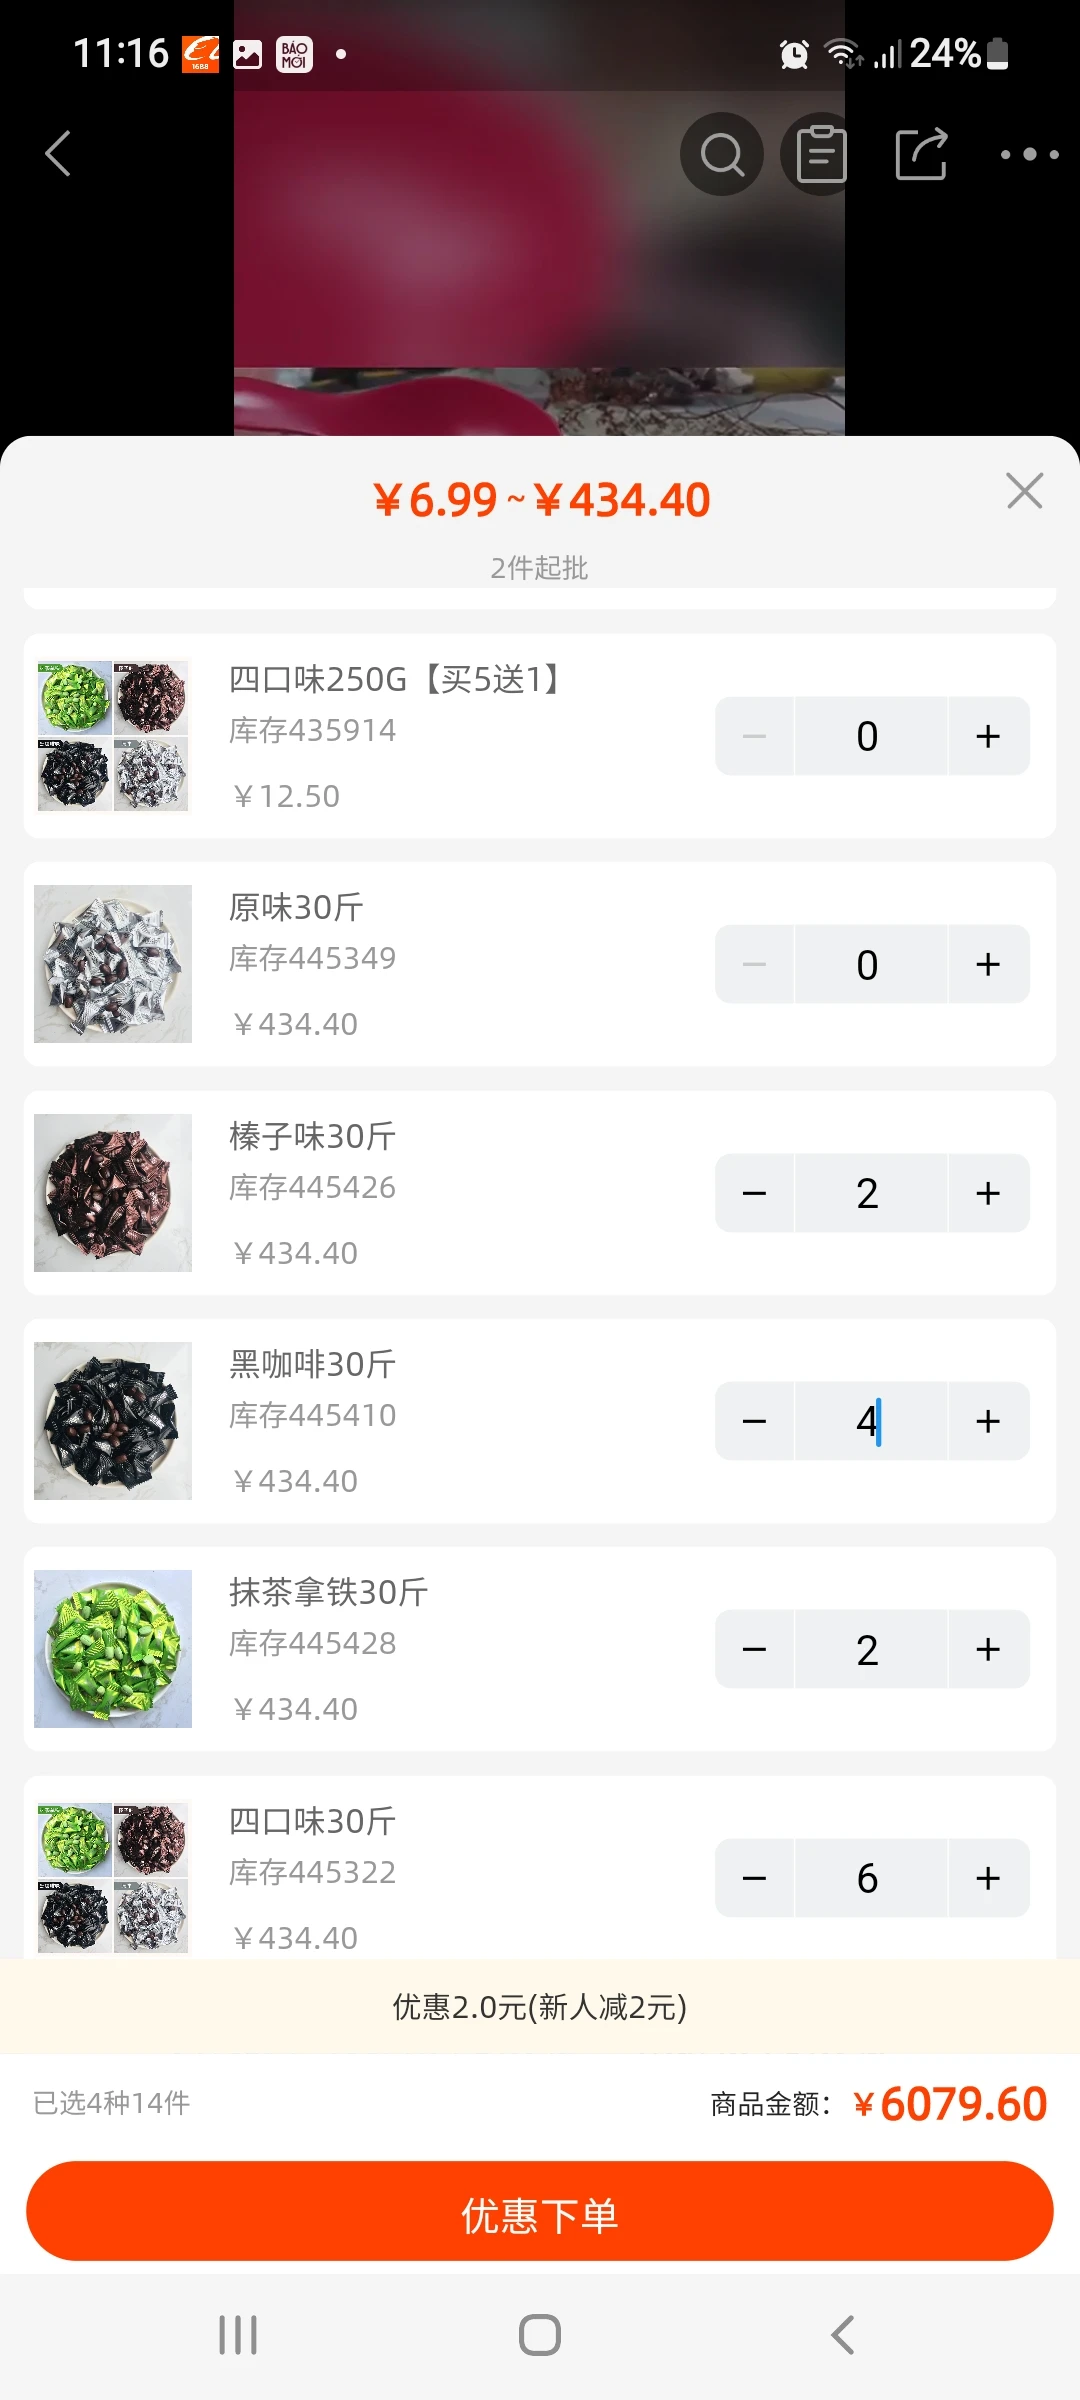 11:16
1688
BÁO
MỚI
24%
¥6.99~¥434.40
2件起批
四口味250G【买5送1】
库存435914
¥12.50
0
原味30斤
库存445349
¥434.40
0
榛子味30斤
库存445426
¥434.40
2
黑咖啡30斤
库存445410
¥434.40
4
抹茶拿铁30斤
库存445428
¥434.40
2
四口味30斤
库存445322
¥434.40
6
优惠2.0元(新人减2元)
已选4种14件
商品金额：¥6079.60
优惠下单